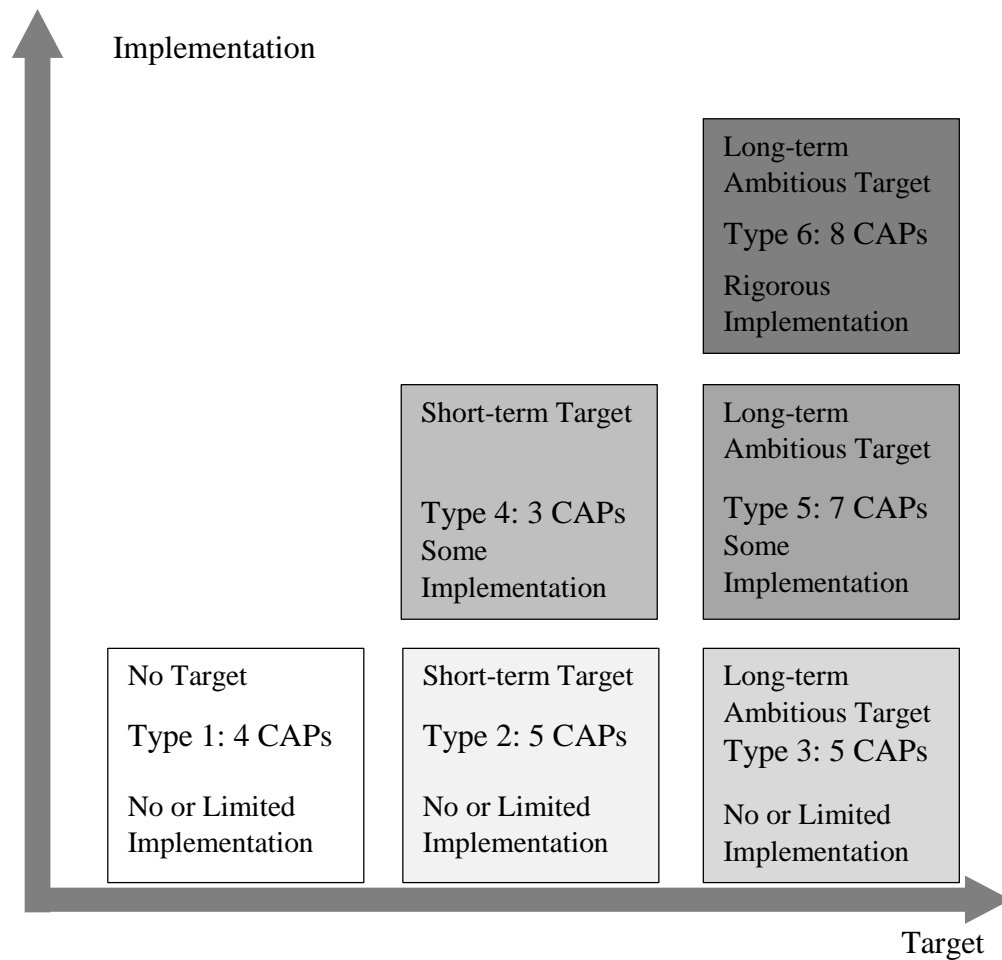 Implementation
Long-term
Ambitious Target
Type 6: 8 CAPs
Rigorous
Implementation
Short-term Target
Type 4: 3 CAPs
Some
Implementation
Long-term
Ambitious Target
Type 5: 7 CAPs
Some
Implementation
No Target
Type 1: 4 CAPs
No or Limited
Implementation
Short-term Target
Type 2: 5 CAPs
No or Limited
Implementation
Long-term
Ambitious Target
Type 3: 5 CAPs
No or Limited
Implementation
Target